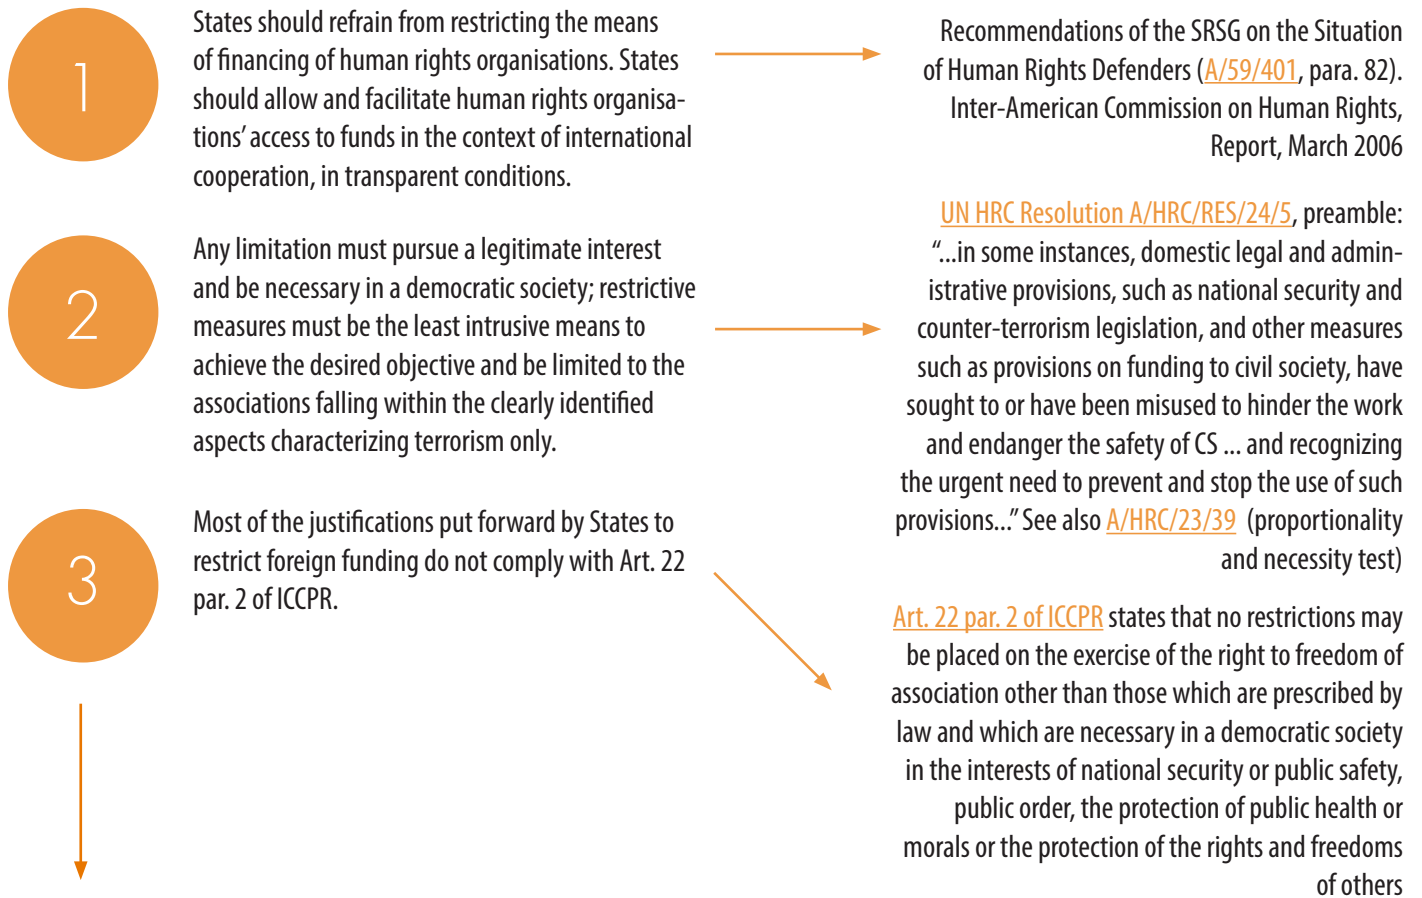 1
States should refrain from restricting the means
of financing of human rights organisations. States
should allow and facilitate human rights organisa-
tions’ access to funds in the context of international
cooperation, in transparent conditions.
Recommendations of the SRSG on the Situation
of Human Rights Defenders (A/59/401, para. 82).
Inter-American Commission on Human Rights,
Report, March 2006
2
Any limitation must pursue a legitimate interest
and be necessary in a democratic society; restrictive
measures must be the least intrusive means to
achieve the desired objective and be limited to the
associations falling within the clearly identified
aspects characterizing terrorism only.
UN HRC Resolution A/HRC/RES/24/5, preamble:
“...in some instances, domestic legal and admin-
istrative provisions, such as national security and
counter-terrorism legislation, and other measures
such as provisions on funding to civil society, have
sought to or have been misused to hinder the work
and endanger the safety of CS ... and recognizing
the urgent need to prevent and stop the use of such
provisions...” See also A/HRC/23/39 (proportionality
and necessity test)
3
Most of the justifications put forward by States to
restrict foreign funding do not comply with Art. 22
par. 2 of ICCPR.
Art. 22 par. 2 of ICCPR states that no restrictions may
be placed on the exercise of the right to freedom of
association other than those which are prescribed by
law and which are necessary in a democratic society
in the interests of national security or public safety,
public order, the protection of public health or
morals or the protection of the rights and freedoms
of others